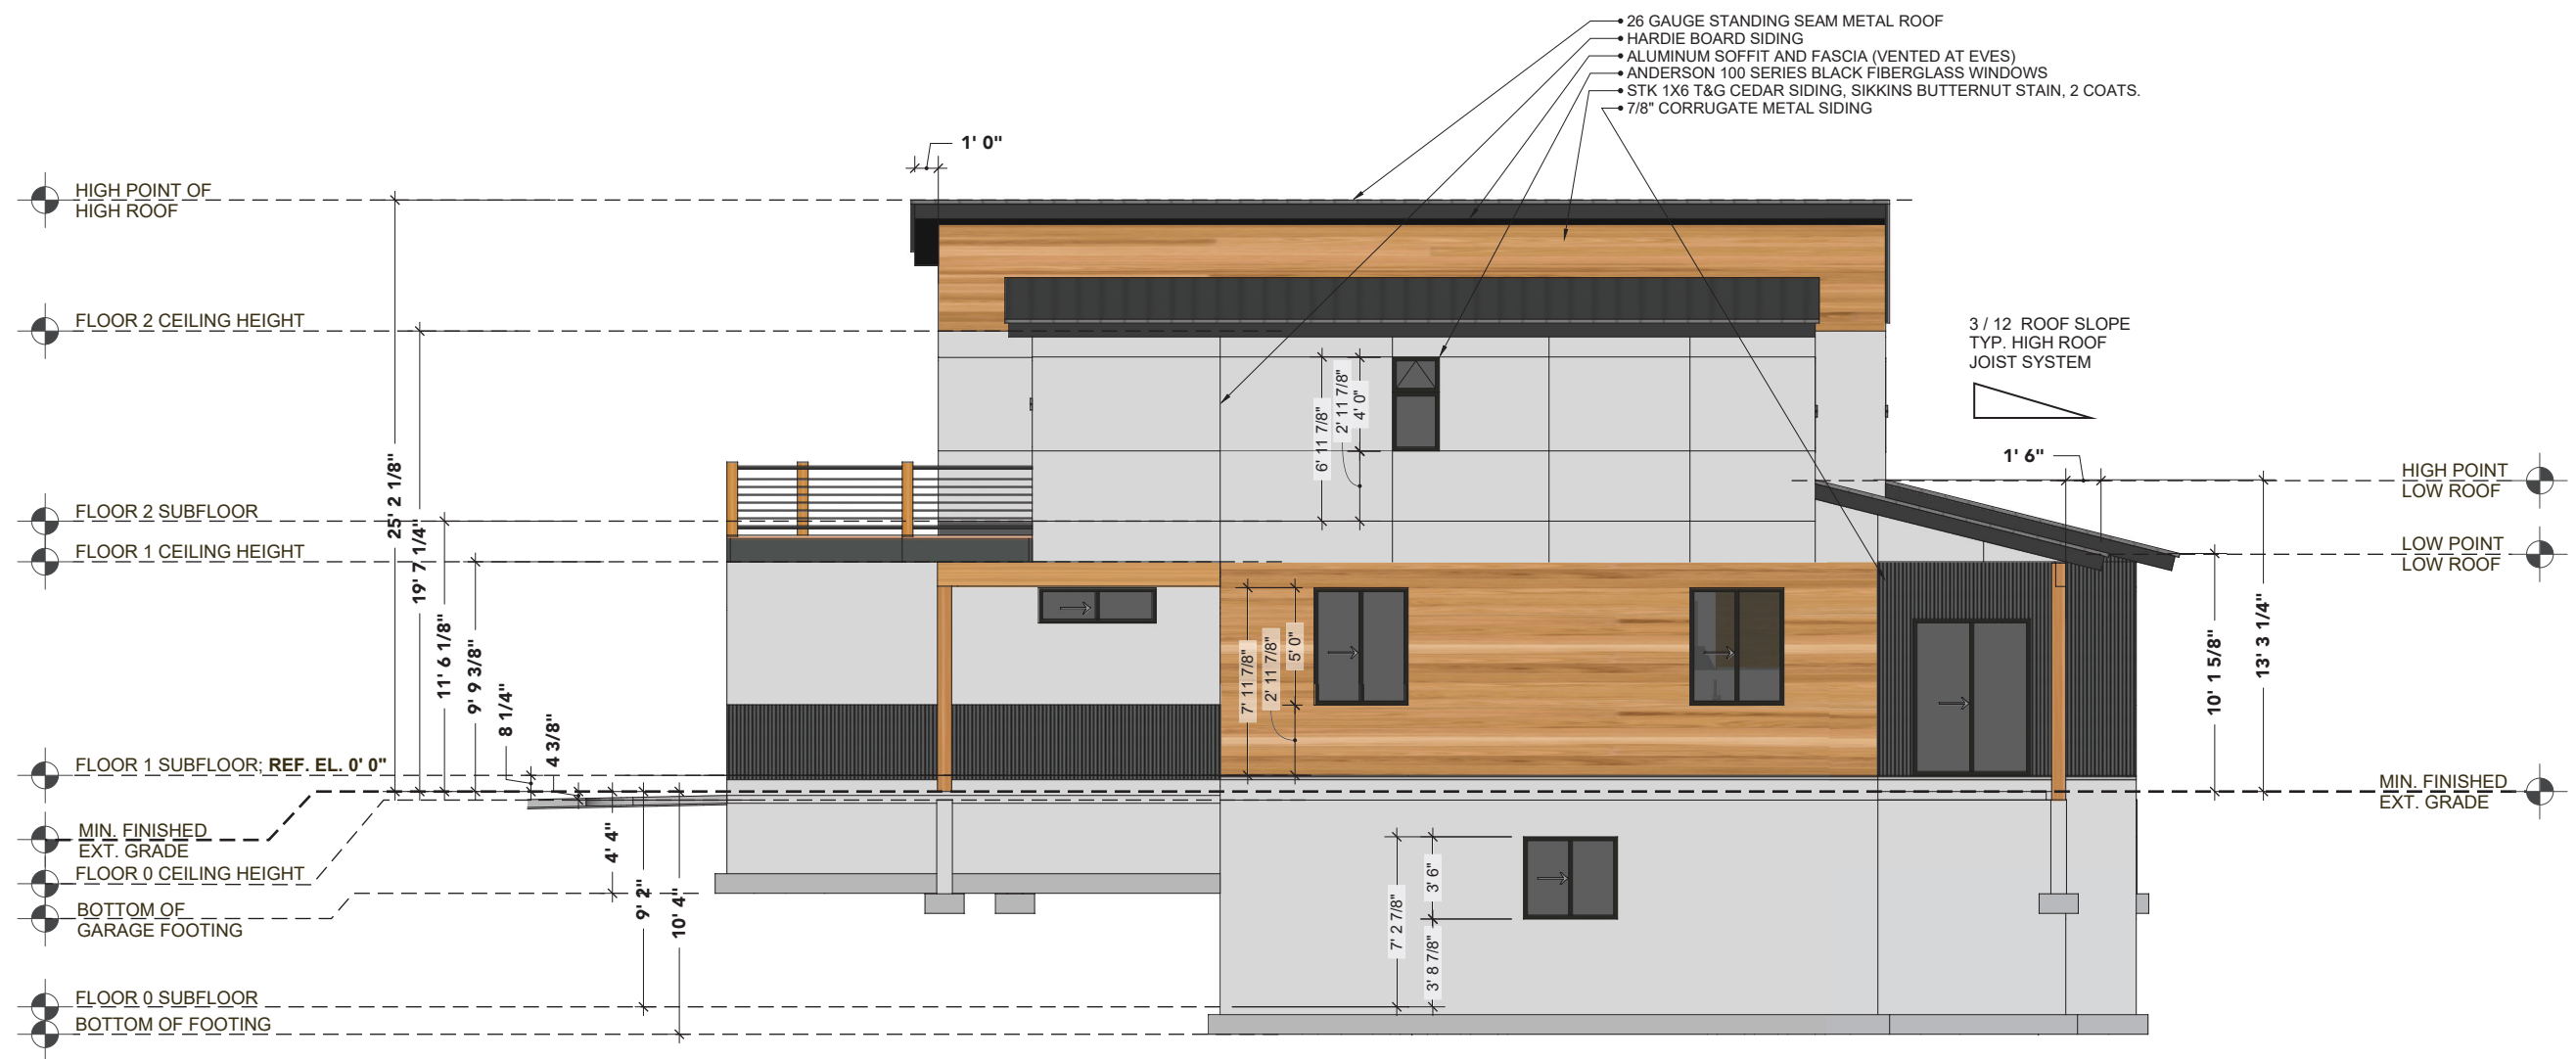 26 GAUGE STANDING SEAM METAL ROOF
HARDIE BOARD SIDING
ALUMINUM SOFFIT AND FASCIA (VENTED AT EVES)
ANDERSON 100 SERIES BLACK FIBERGLASS WINDOWS
STK 1X6 T&G CEDAR SIDING, SIKKINS BUTTERNUT STAIN, 2 COATS.
7/8" CORRUGATE METAL SIDING
1' 0"
HIGH POINT OF
HIGH ROOF
FLOOR 2 CEILING HEIGHT
3 / 12 ROOF SLOPE
TYP. HIGH ROOF
JOIST SYSTEM
6' 11 7/8"
2' 11 7/8"
4' 0"
1' 6"
HIGH POINT
LOW ROOF
LOW POINT
LOW ROOF
FLOOR 2 SUBFLOOR
FLOOR 1 CEILING HEIGHT
25' 2 1/8"
19' 7 1/4"
11' 6 1/8"
9' 9 3/8"
8 1/4"
4 3/8"
7' 11 7/8"
2' 11 7/8"
5' 0"
10' 1 5/8"
13' 3 1/4"
FLOOR 1 SUBFLOOR; REF. EL. 0' 0"
MIN. FINISHED
EXT. GRADE
MIN. FINISHED
EXT. GRADE
FLOOR 0 CEILING HEIGHT
BOTTOM OF
GARAGE FOOTING
4' 4"
9' 2"
10' 4"
7' 2 7/8"
3' 6"
3' 8 7/8"
FLOOR 0 SUBFLOOR
BOTTOM OF FOOTING